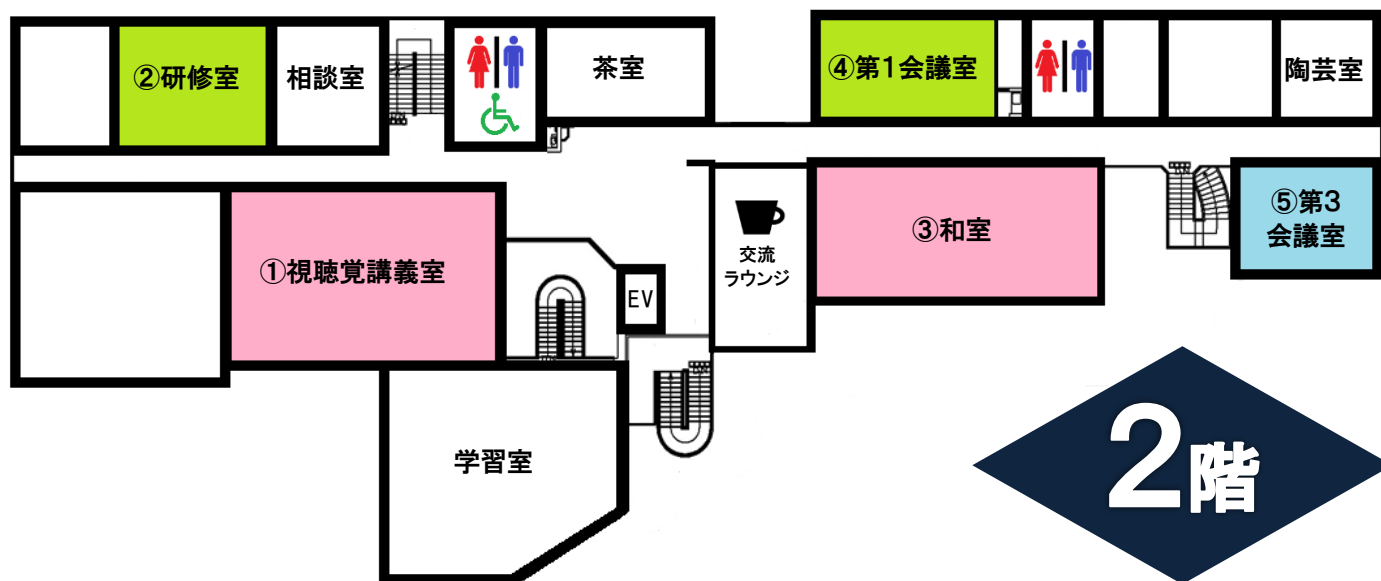 ②研修室
相談室
茶室
④第1会議室
陶芸室
①視聴覚講義室
EV
交流
ラウンジ
③和室
⑤第3
会議室
学習室
2階